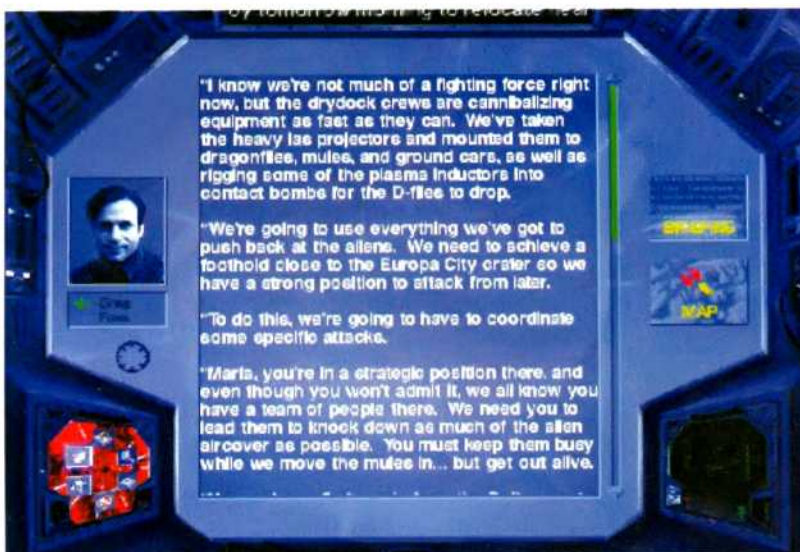 by tomorrow morning to relocate
"I know we're not much of a fighting force right
now, but the drydock crews are cannibalizing
equipment as fast as they can. We've taken
the heavy las projectors and mounted them to
dragonflies, mules, and ground cars, as well as
rigging some of the plasma inductors into
contact bombs for the D-flies to drop.
"We're going to use everything we've got to
push back at the aliens. We need to achieve a
foothold close to the Europa City crater so we
have a strong position to attack from later.
"To do this, we're going to have to coordinate
some specific attacks.
"Maria, you're in a strategic position there, and
even though you won't admit it, we all know you
have a team of people there. We need you to
lead them to knock down as much of the alien
aircover as possible. You must keep them busy
while we move the mules in... but get out alive.
Greg
BRIEFING
MAP